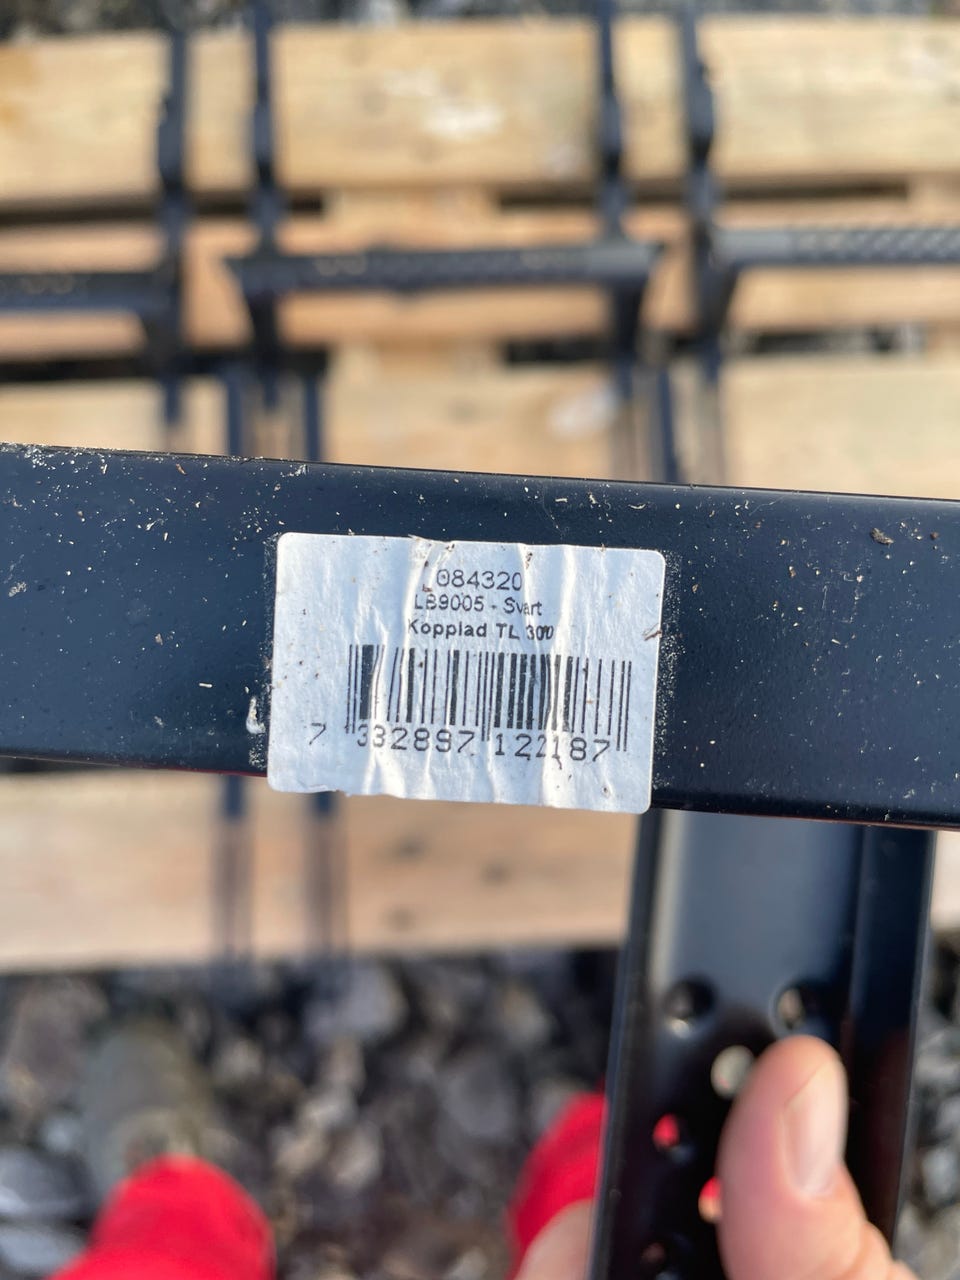 084320
LB9005 - Svart
Kopplad TL 300
7 332897 122187